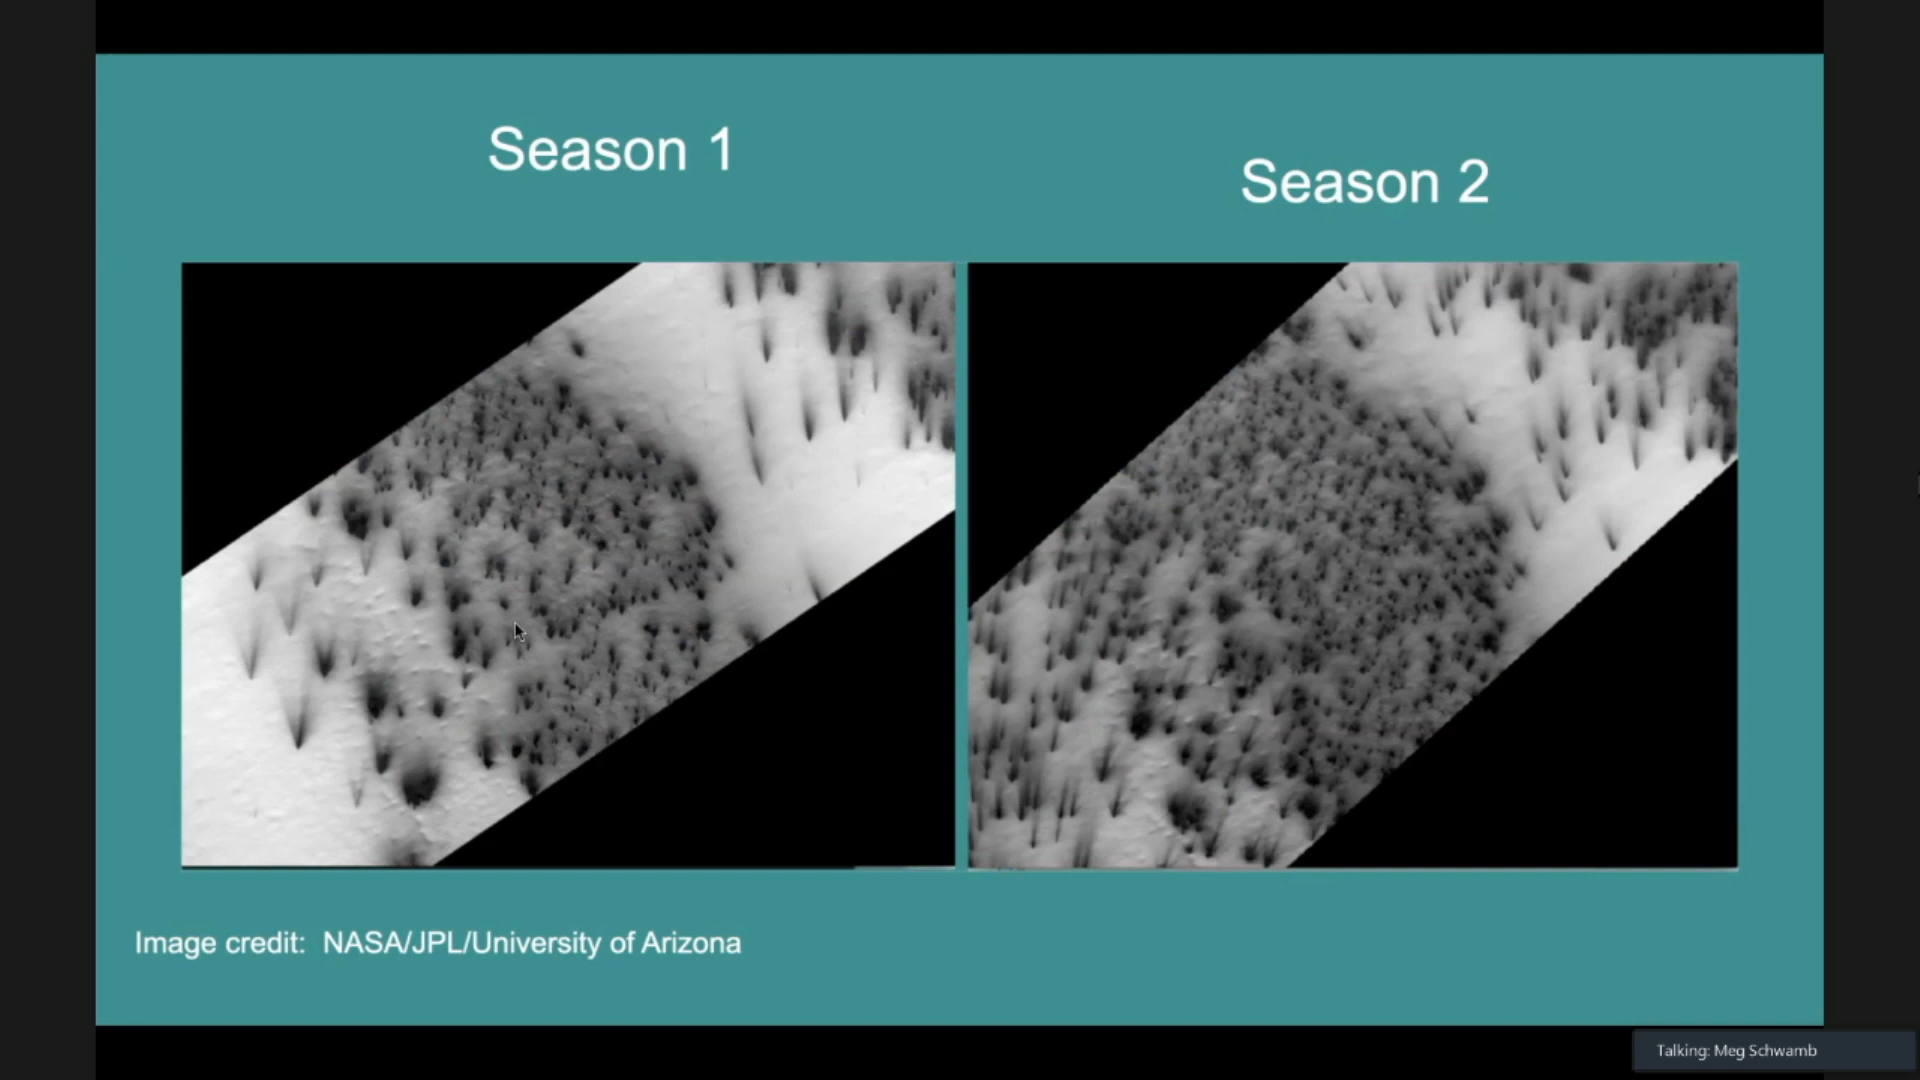 Season 1
Season 2
Image credit:  NASA/JPL/University of Arizona
Talking: Meg Schwamb